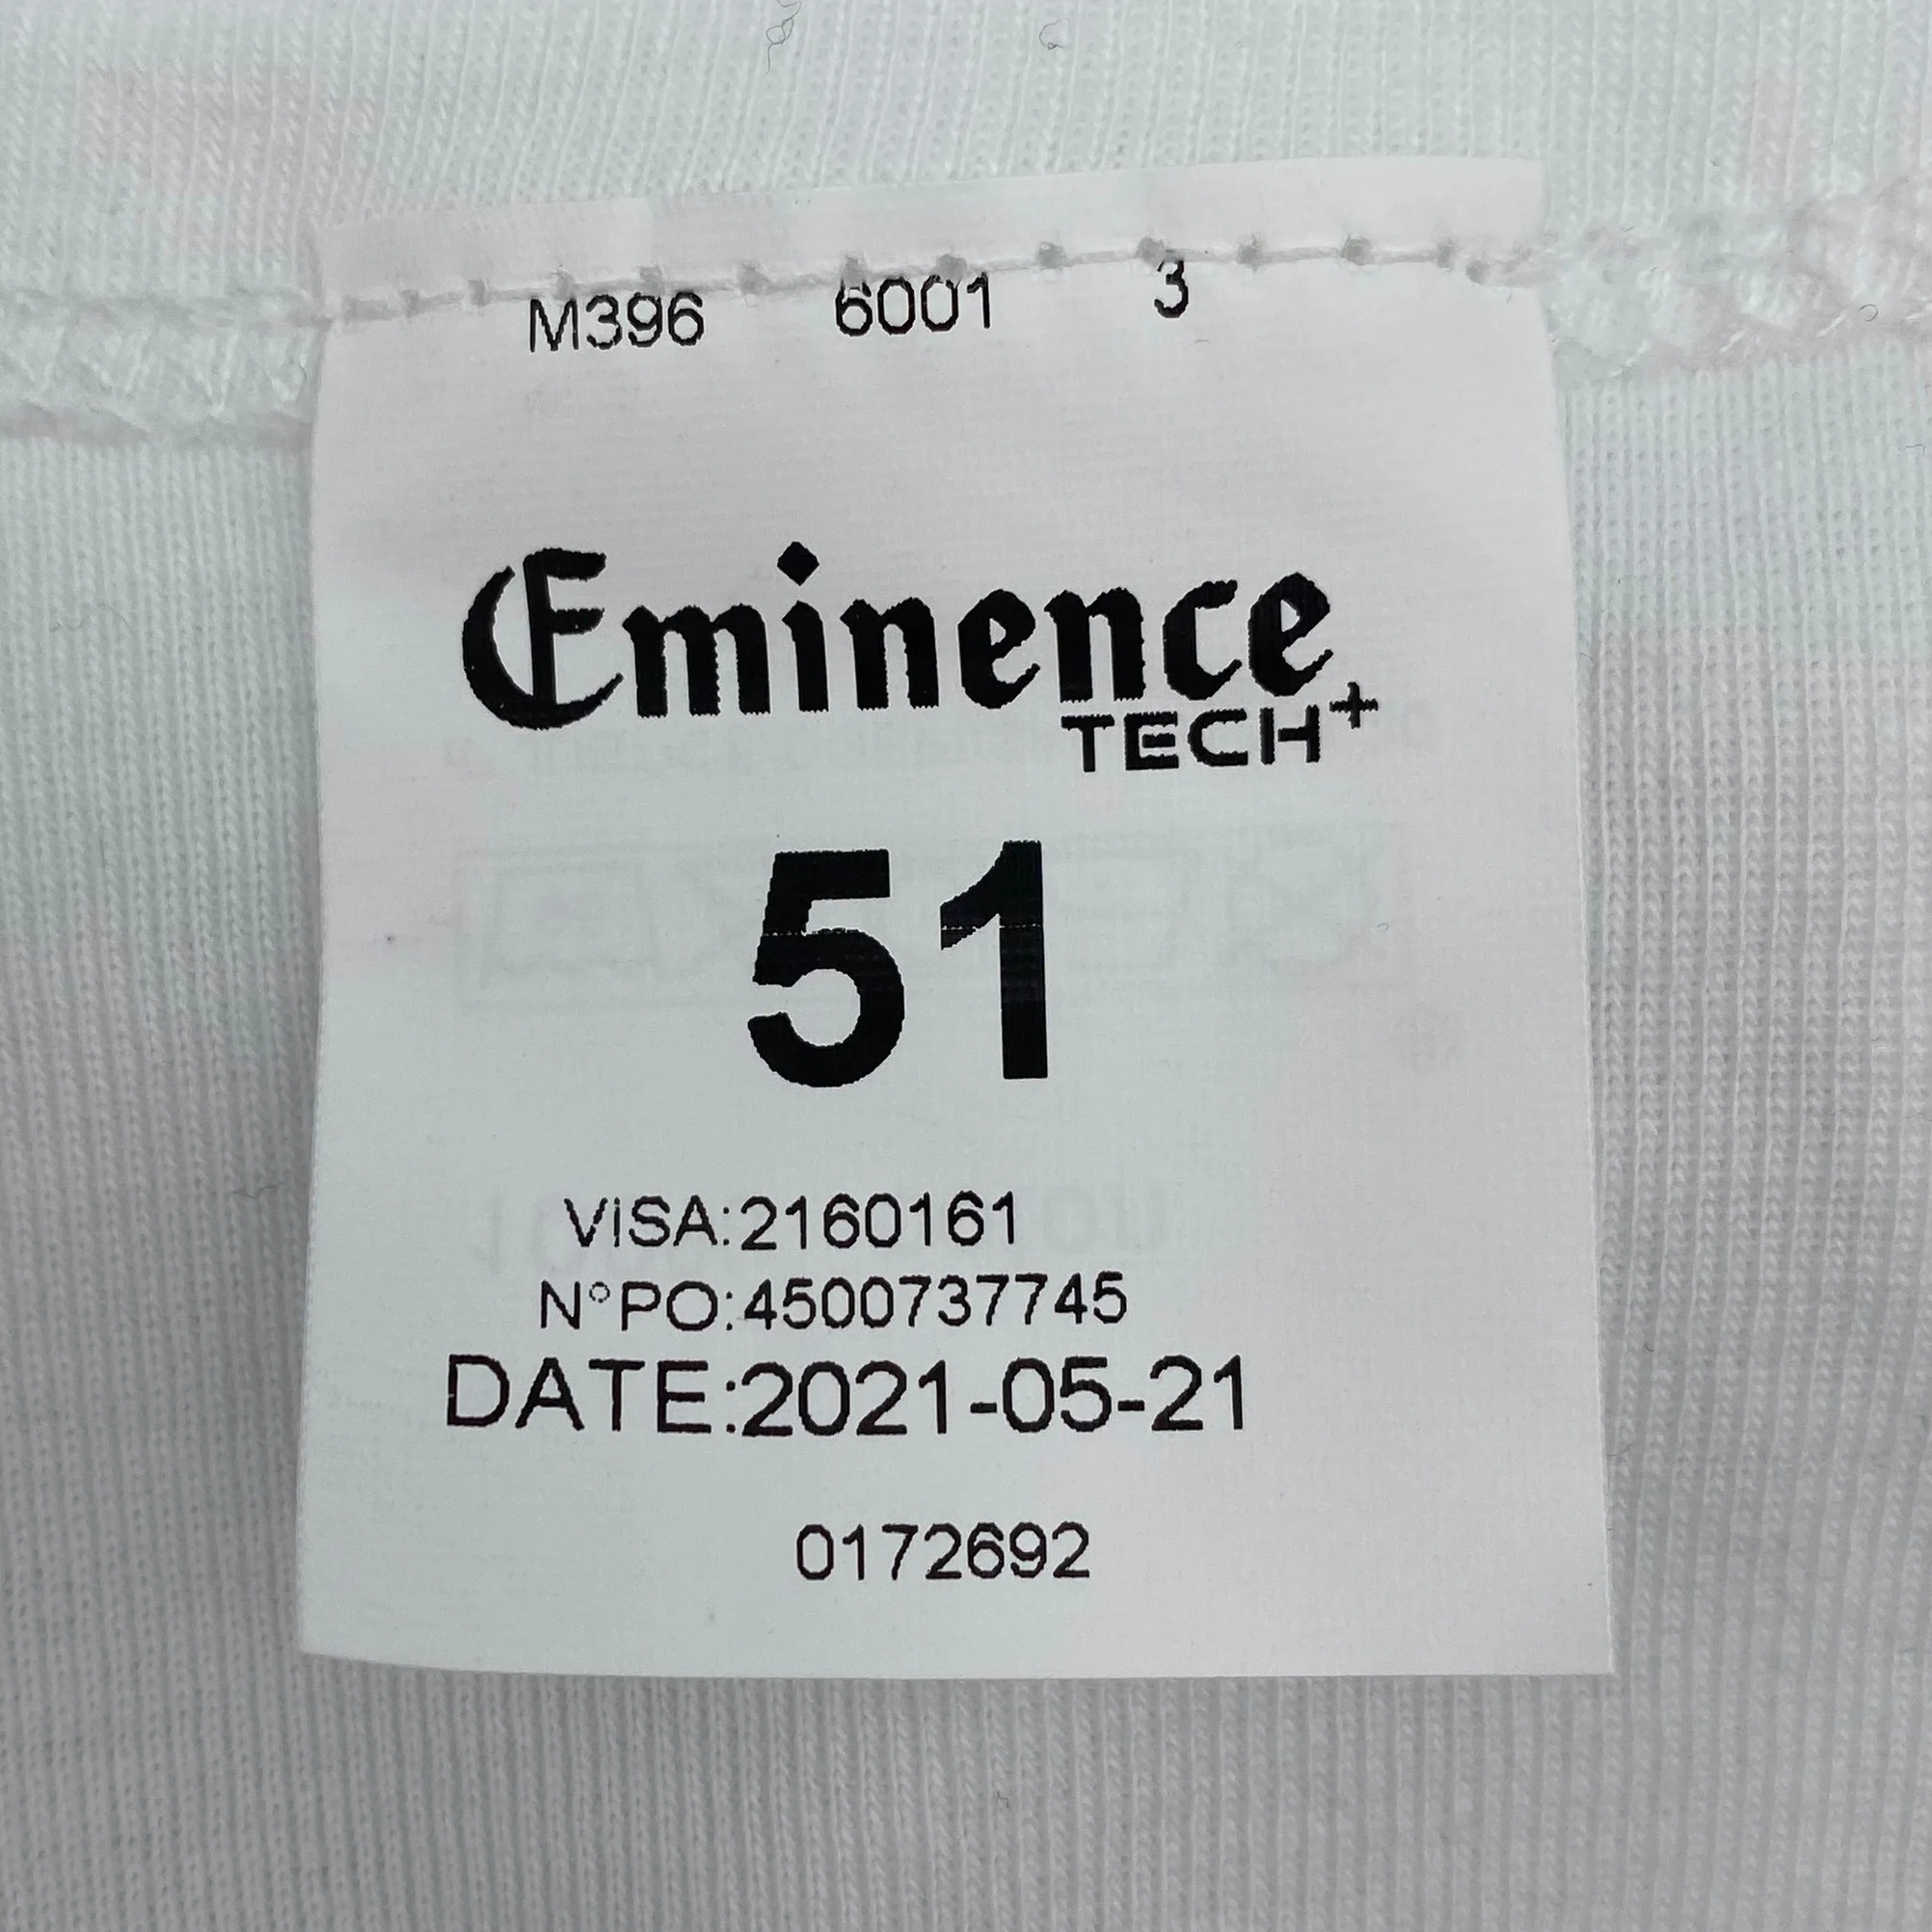 M396 6001 3
Eminence
TECH+
51
ViSA:2160161
N°PO:4500737745
DATE:2021-05-21
0172692